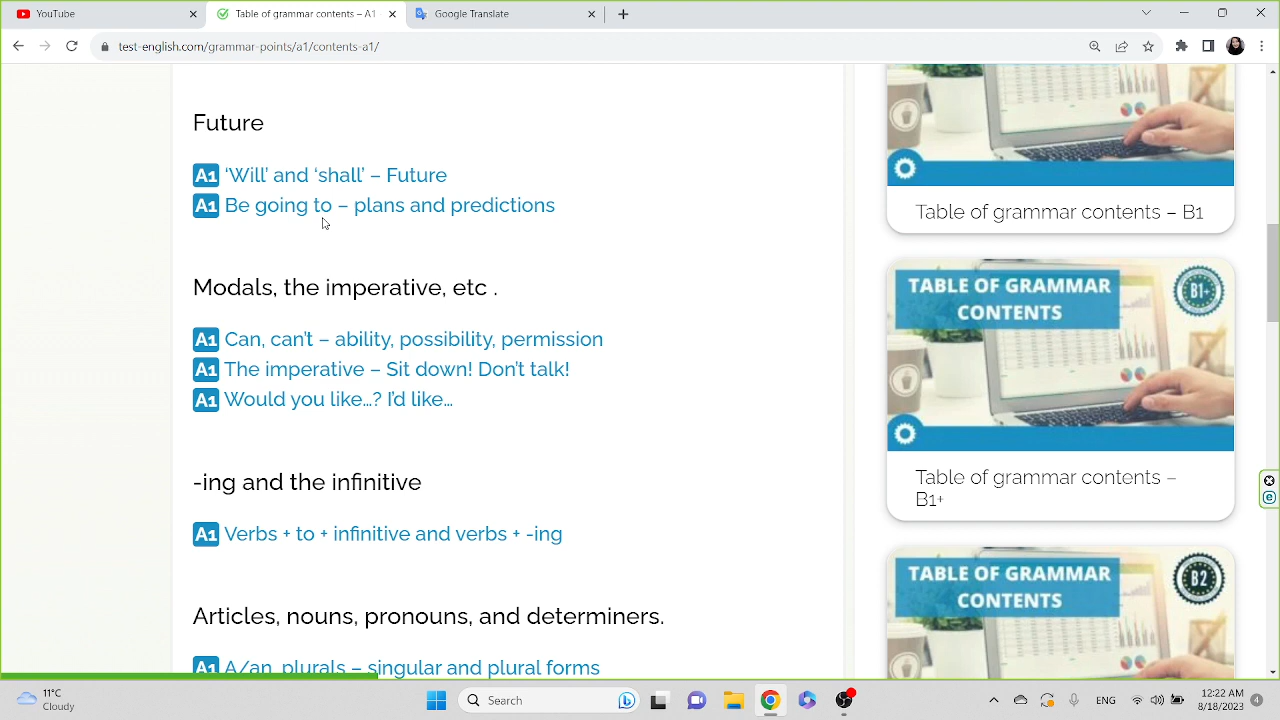 YouTube
Table of grammar contents – A1
Google Translate
test-english.com/grammar-points/a1/contents-a1/
Future
A1 ‘Will’ and ‘shall’ – Future
A1 Be going to – plans and predictions
Modals, the imperative, etc .
A1 Can, can’t – ability, possibility, permission
A1 The imperative – Sit down! Don’t talk!
A1 Would you like…? I’d like…
-ing and the infinitive
A1 Verbs + to + infinitive and verbs + -ing
Articles, nouns, pronouns, and determiners.
A1 A/an, plurals – singular and plural forms
Table of grammar contents – B1
TABLE OF GRAMMAR
CONTENTS
B1+
Table of grammar contents –
B1+
TABLE OF GRAMMAR
CONTENTS
B2
11°C
Cloudy
Search
ENG
12:22 AM
8/18/2023
4